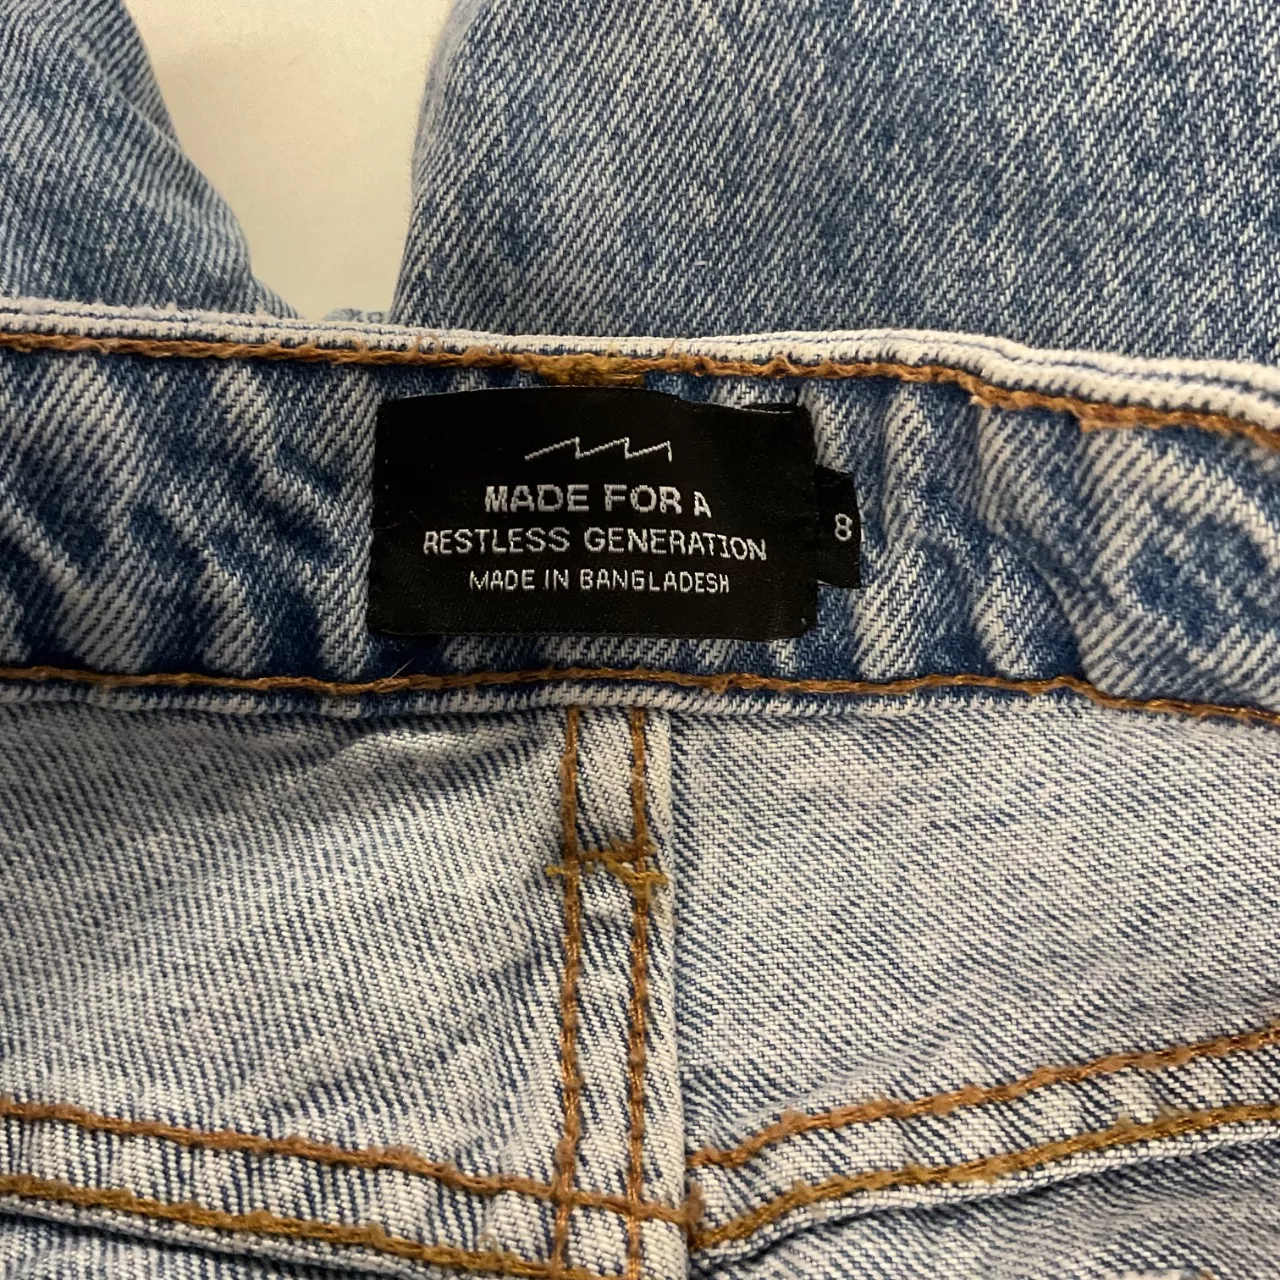 MADE FOR A
RESTLESS GENERATION
MADE IN BANGLADESH
8